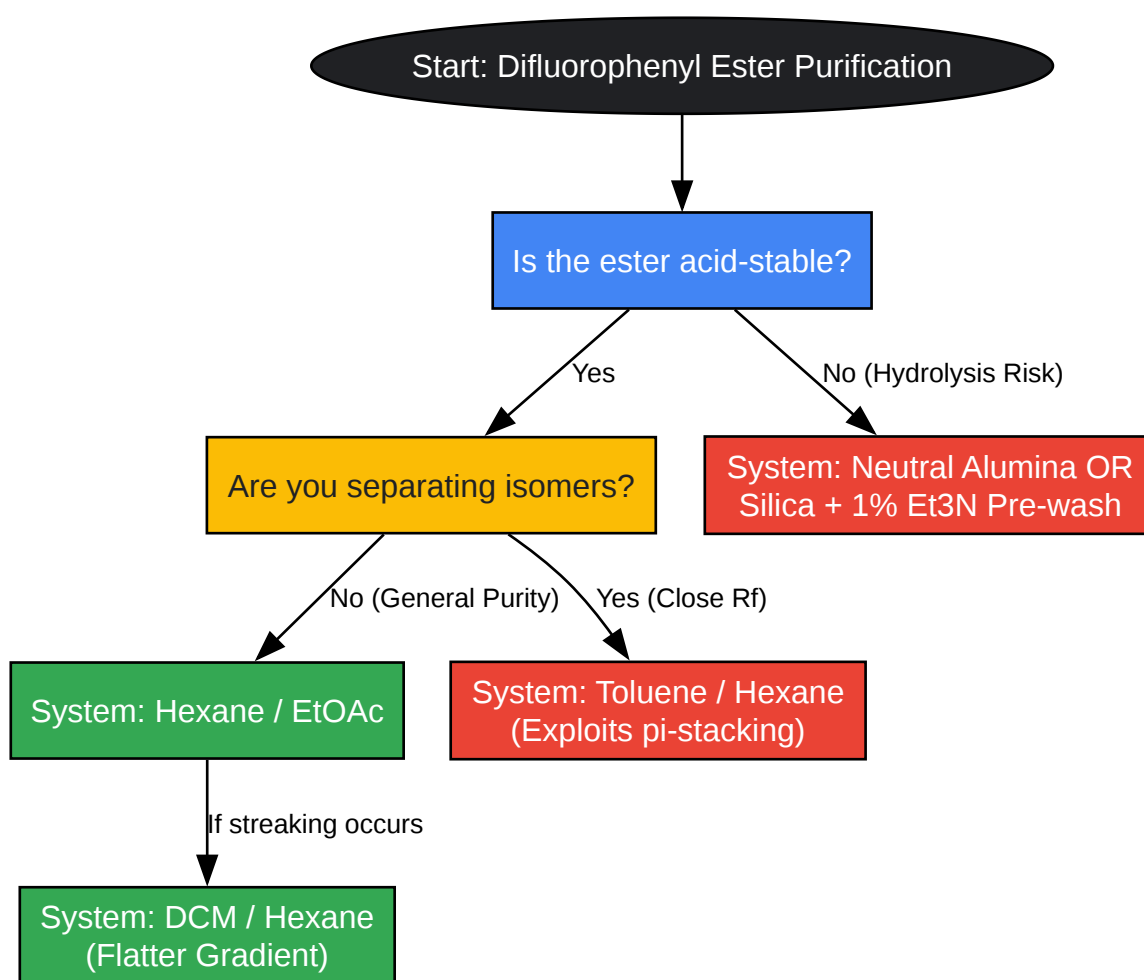 Start: Difluorophenyl Ester Purification
Is the ester acid-stable?
Yes
No (Hydrolysis Risk)
Are you separating isomers?
System: Neutral Alumina OR
Silica + 1% Et3N Pre-wash
No (General Purity)
Yes (Close Rf)
System: Hexane / EtOAc
System: Toluene / Hexane
(Exploits pi-stacking)
If streaking occurs
System: DCM / Hexane
(Flatter Gradient)